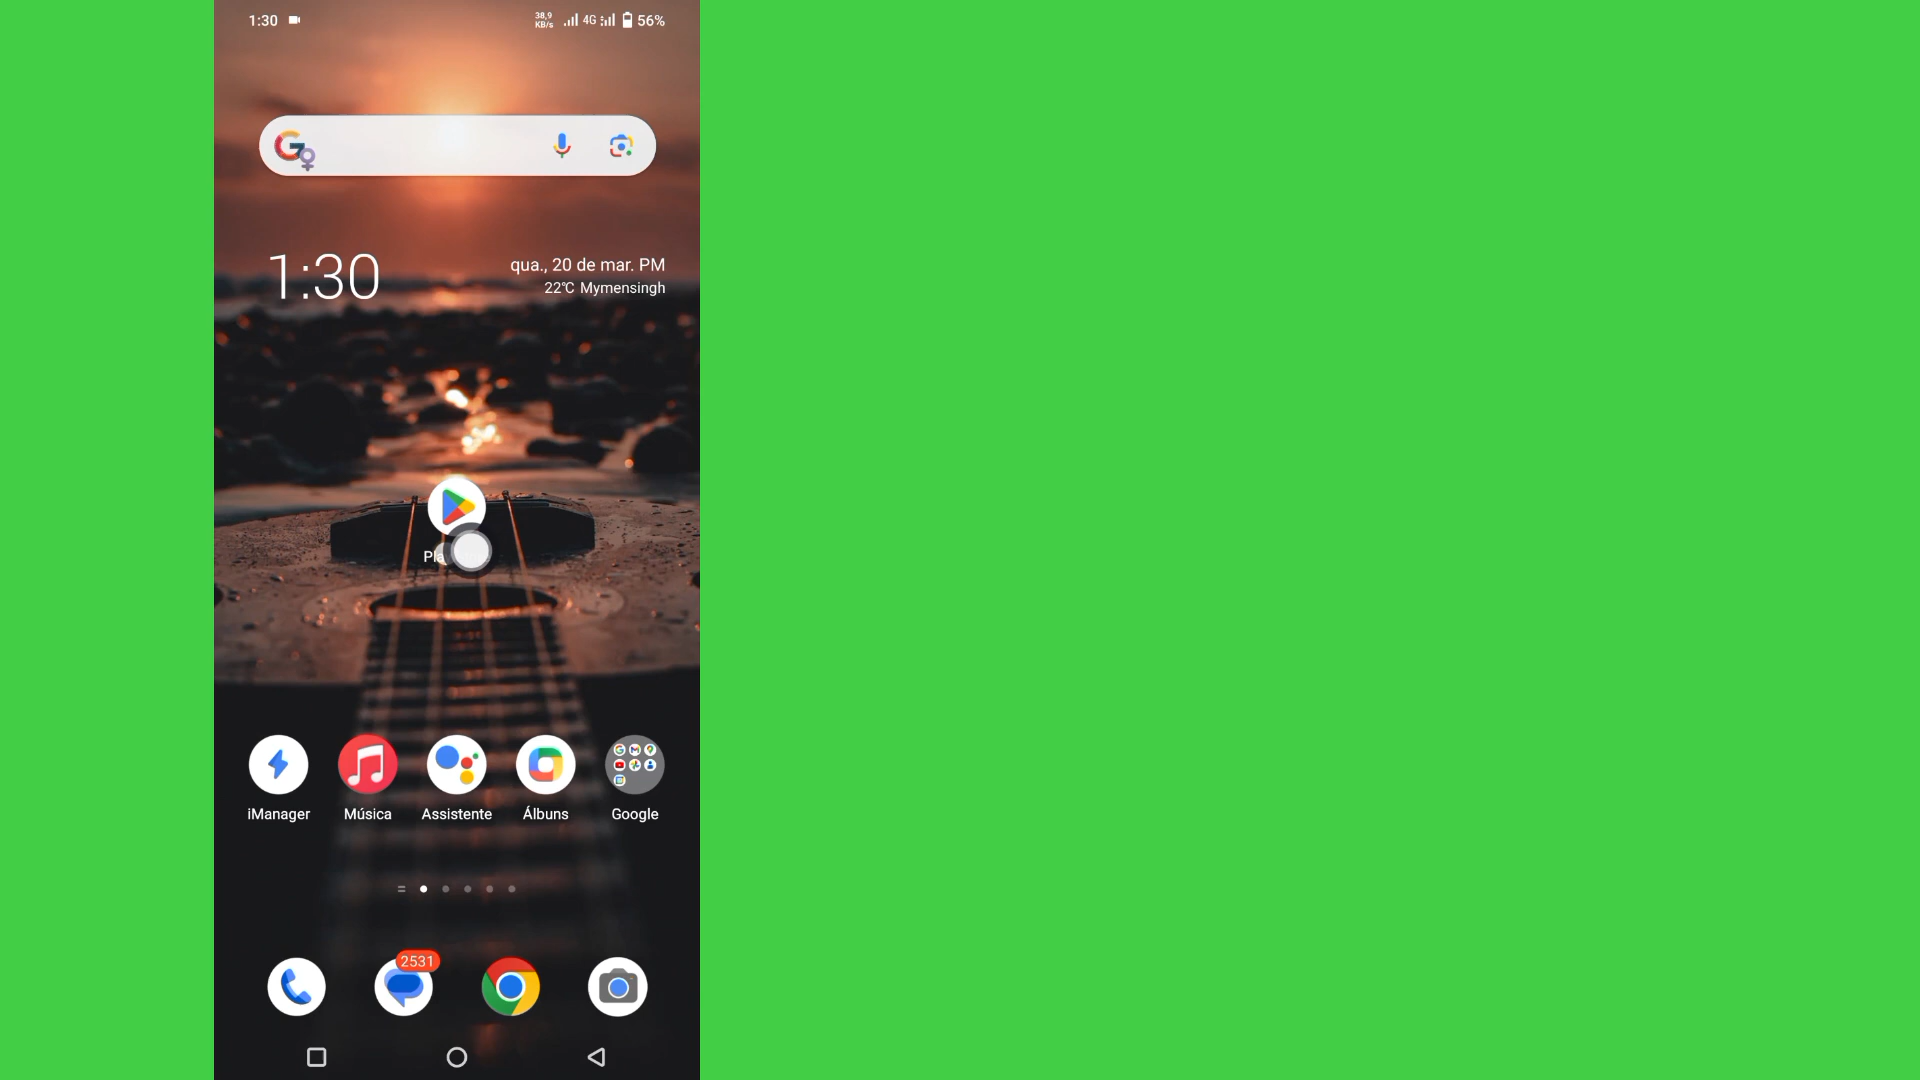 1:30
38,9
KB/s
4G
56%
1:30
qua., 20 de mar. PM
22℃ Mymensingh
iManager
Música
Assistente
Álbuns
Google
2531